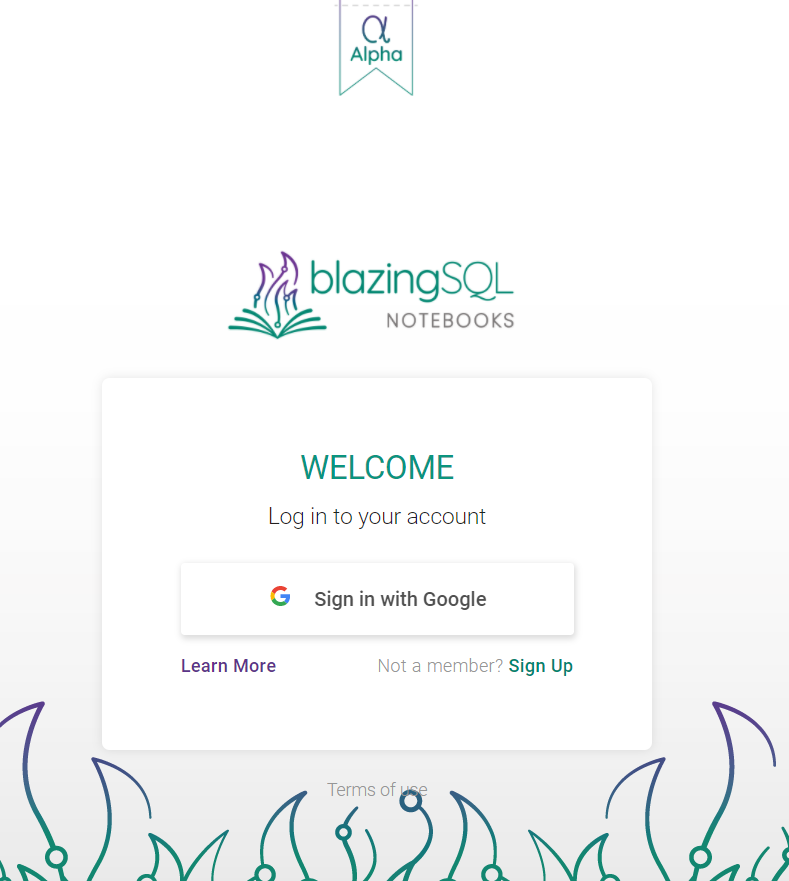 α
Alpha
blazingSQL
NOTEBOOKS
WELCOME
Log in to your account
Sign in with Google
Learn More
Not a member? Sign Up
Terms of use